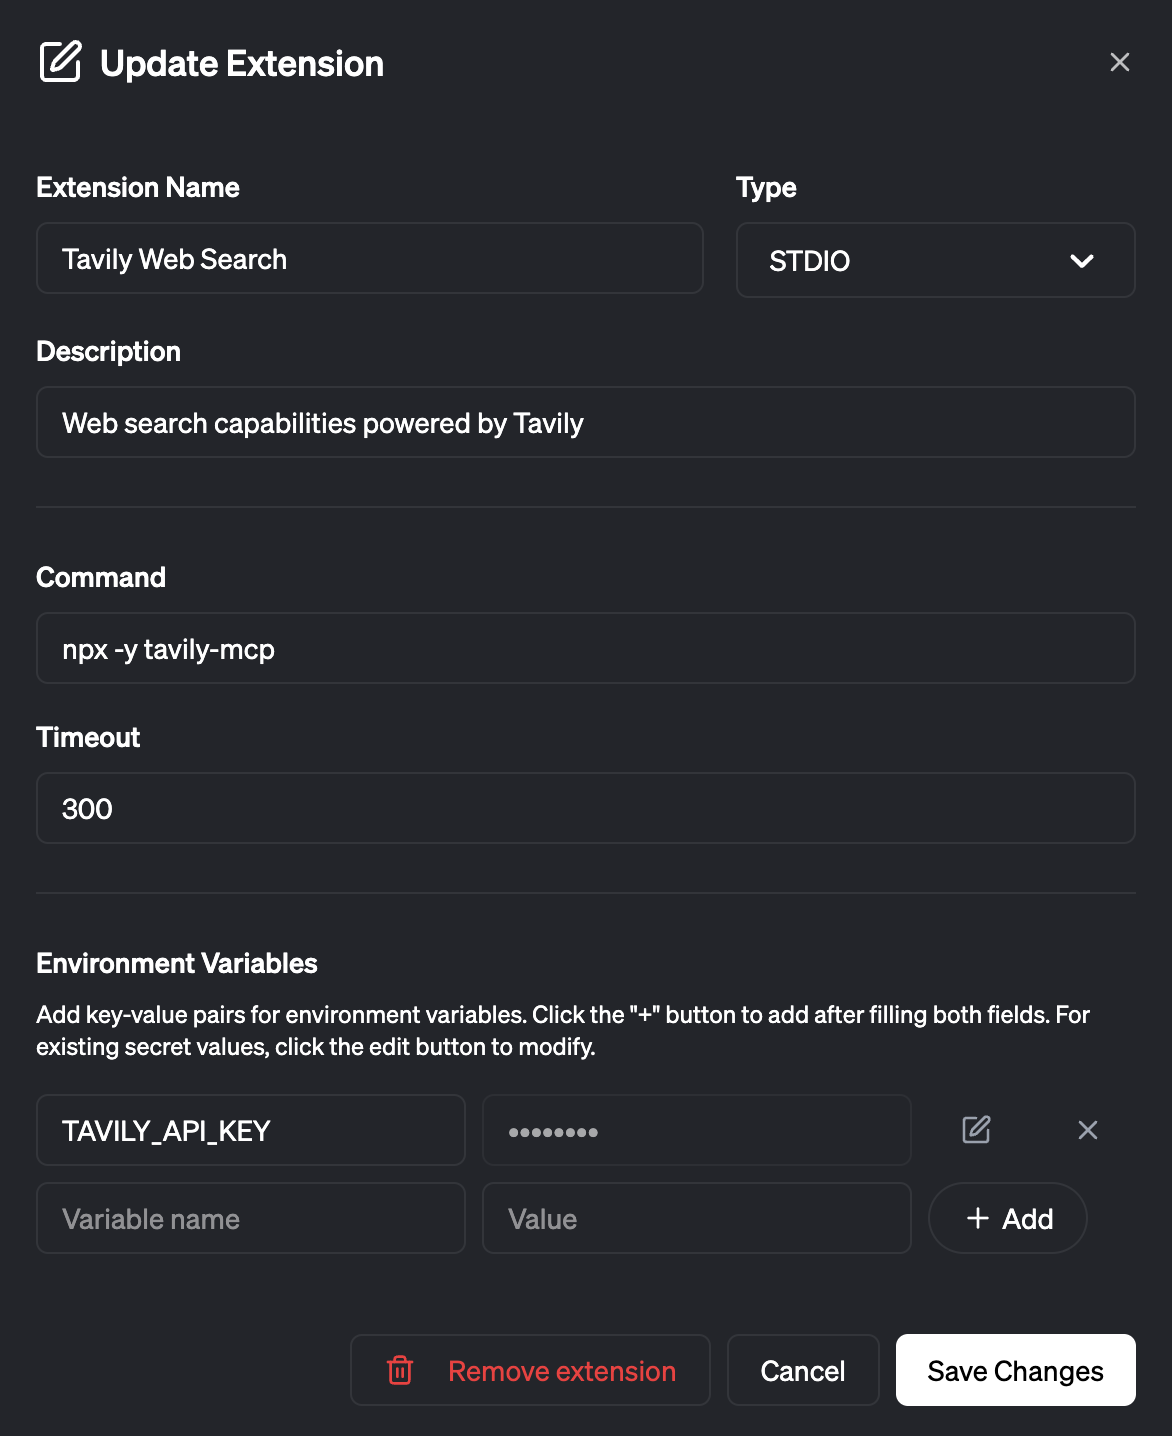 Update Extension
Extension Name
Type
Tavily Web Search
STDIO
Description
Web search capabilities powered by Tavily
Command
npx -y tavily-mcp
Timeout
300
Environment Variables
Add key-value pairs for environment variables. Click the "+" button to add after filling both fields. For
existing secret values, click the edit button to modify.
TAVILY_API_KEY
••••••••
Variable name
Value
+ Add
Remove extension
Cancel
Save Changes